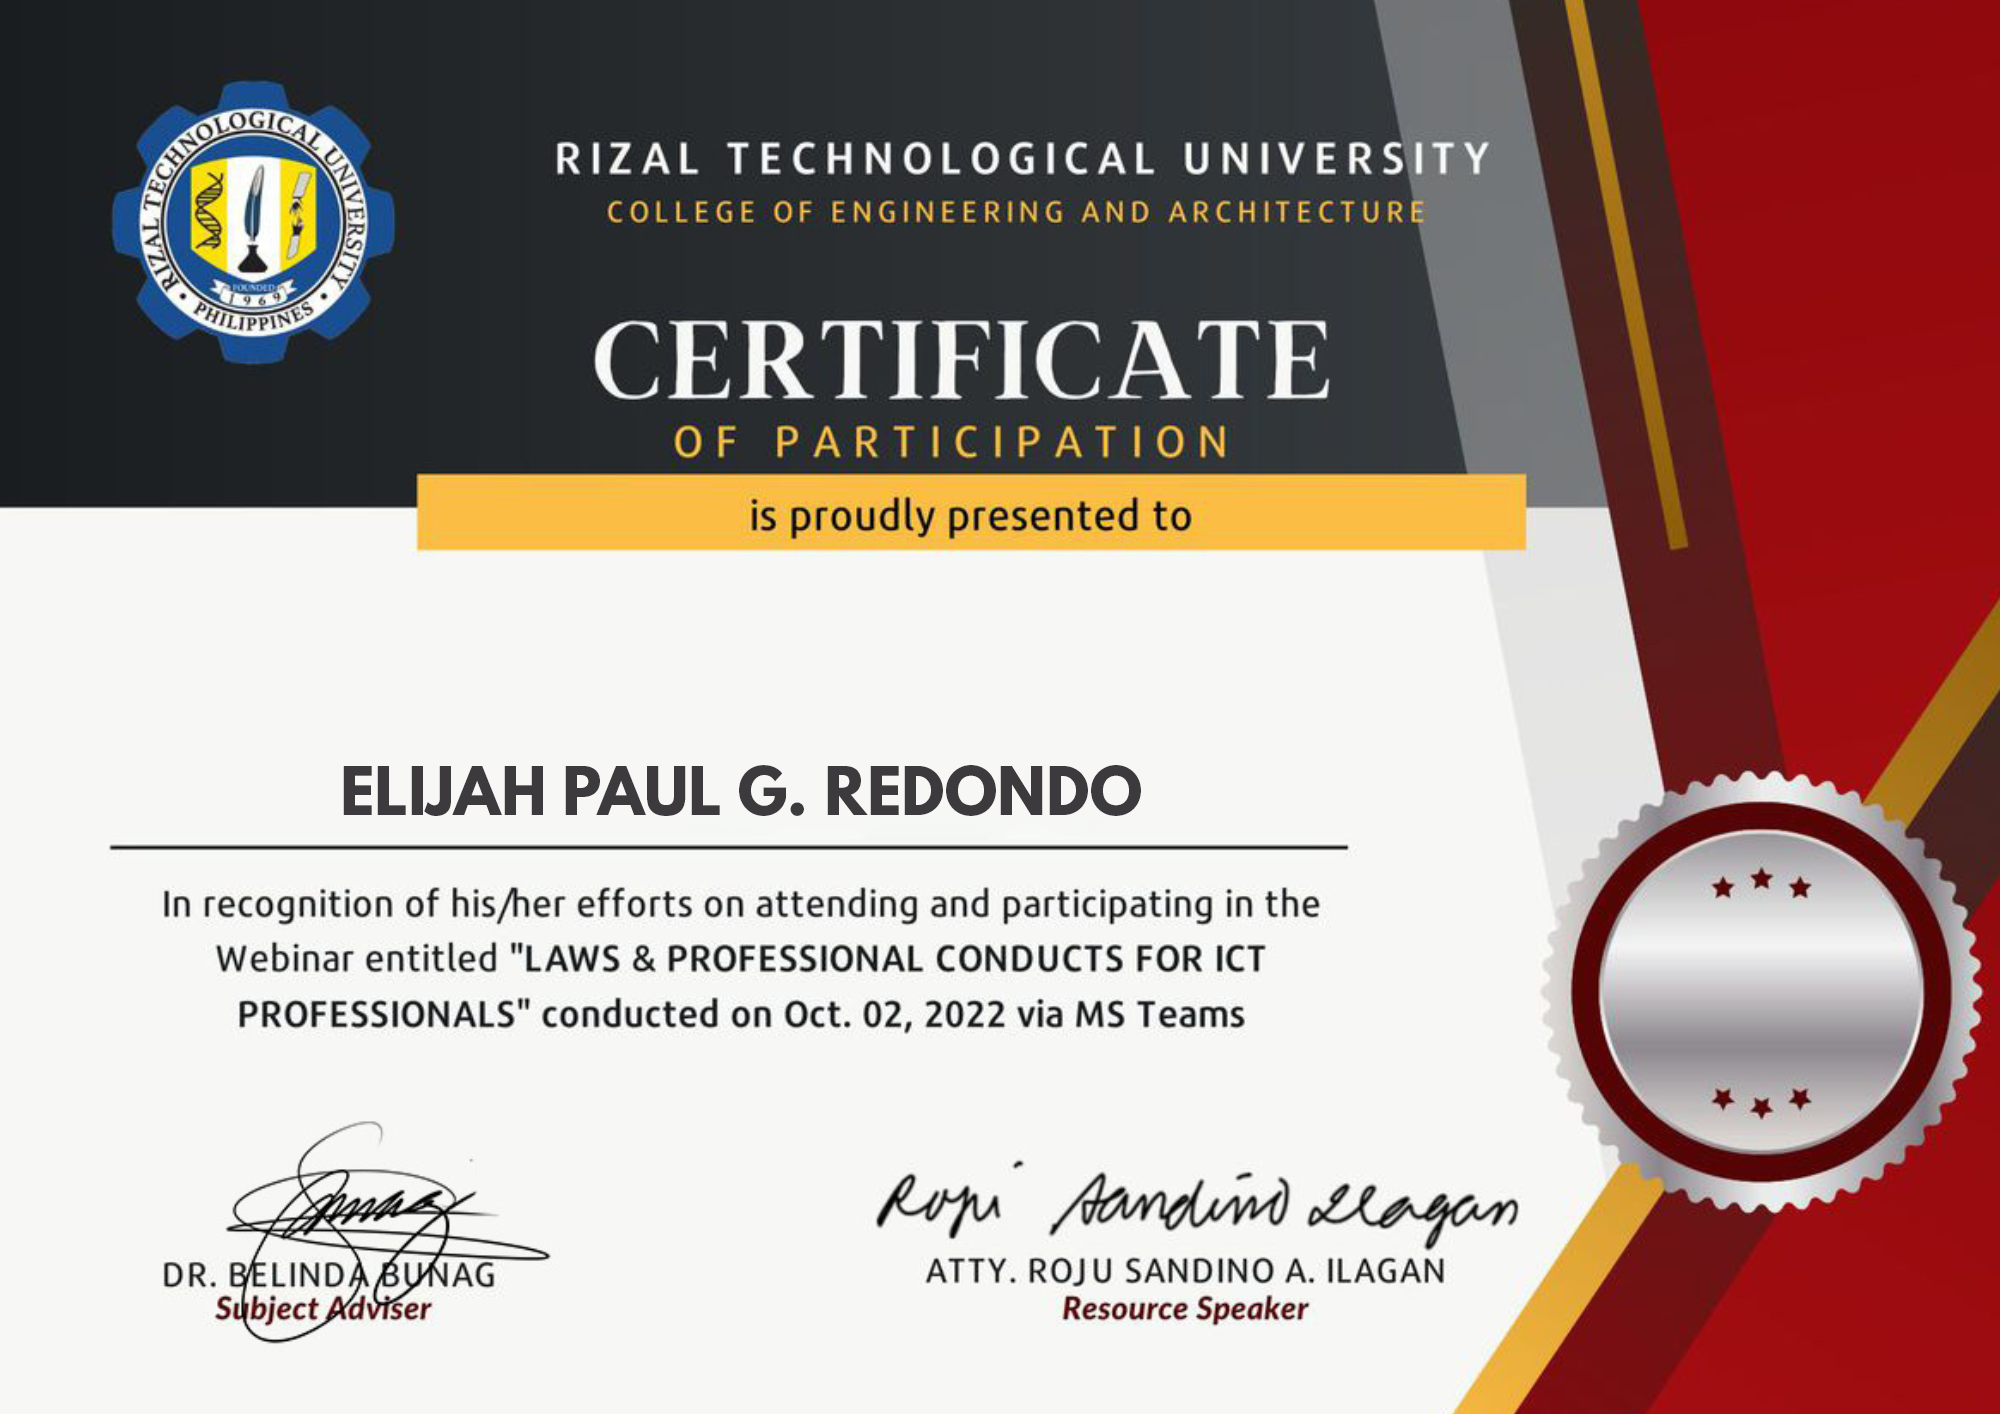 RIZAL TECHNOLOGICAL UNIVERSITY
PHILIPPINES
FOUNDED
1969
RIZAL TECHNOLOGICAL UNIVERSITY
COLLEGE OF ENGINEERING AND ARCHITECTURE
CERTIFICATE
OF PARTICIPATION
is proudly presented to
ELIJAH PAUL G. REDONDO
In recognition of his/her efforts on attending and participating in the
Webinar entitled "LAWS & PROFESSIONAL CONDUCTS FOR ICT
PROFESSIONALS" conducted on Oct. 02, 2022 via MS Teams
Roju Sandino Ilagan
DR. BELINDA BUNAG
Subject Adviser
ATTY. ROJU SANDINO A. ILAGAN
Resource Speaker